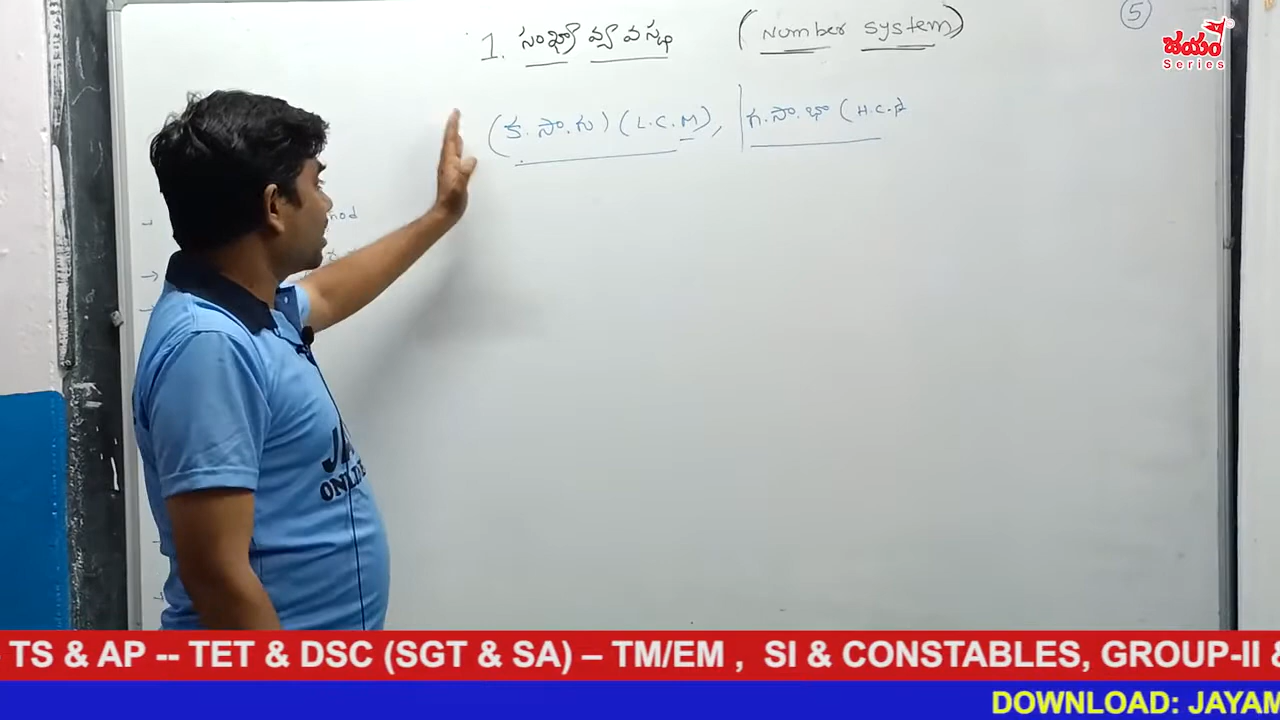 1. సంఖ్యా వ్యవస్థ (Number system) 5
జయం
Series
(క.సా.గు) (L.C.M), గ.సా.భా (H.C.F
TS & AP -- TET & DSC (SGT & SA) – TM/EM , SI & CONSTABLES, GROUP-II &
DOWNLOAD: JAYAM